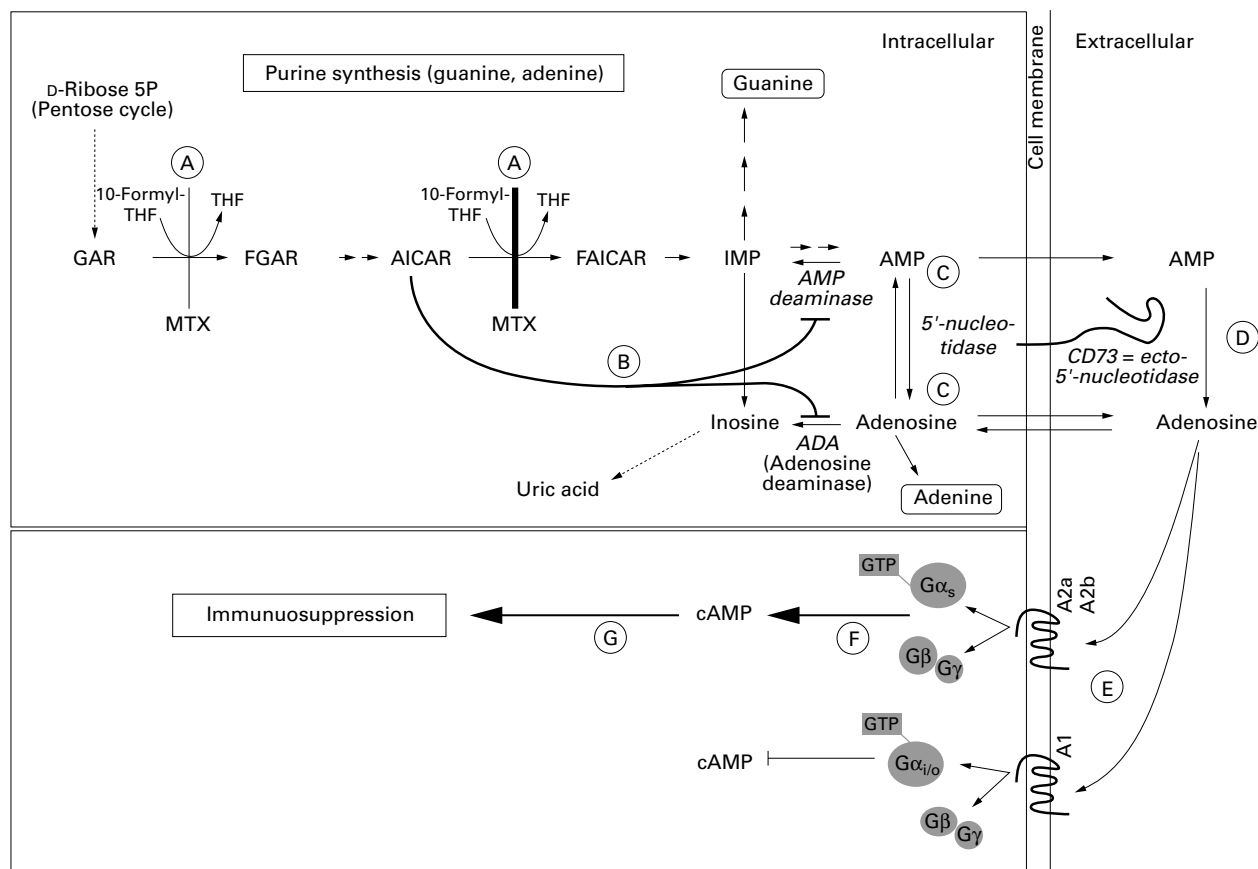 Intracellular
Extracellular
Cell membrane
Purine synthesis (guanine, adenine)
Guanine
D-Ribose 5P
(Pentose cycle)
A
10-Formyl-
THF
THF
A
10-Formyl-
THF
THF
GAR
FGAR
AICAR
FAICAR
IMP
AMP
C
AMP
MTX
MTX
AMP
deaminase
5'-nucleo-
tidase
CD73 = ecto-
5'-nucleotidase
D
B
C
Inosine
Adenosine
Adenosine
ADA
(Adenosine
deaminase)
Uric acid
Adenine
GTP
Gαs
A2a
A2b
Immunuosuppression
G
cAMP
F
Gβ
Gγ
E
GTP
A1
cAMP
Gαi/o
Gβ
Gγ